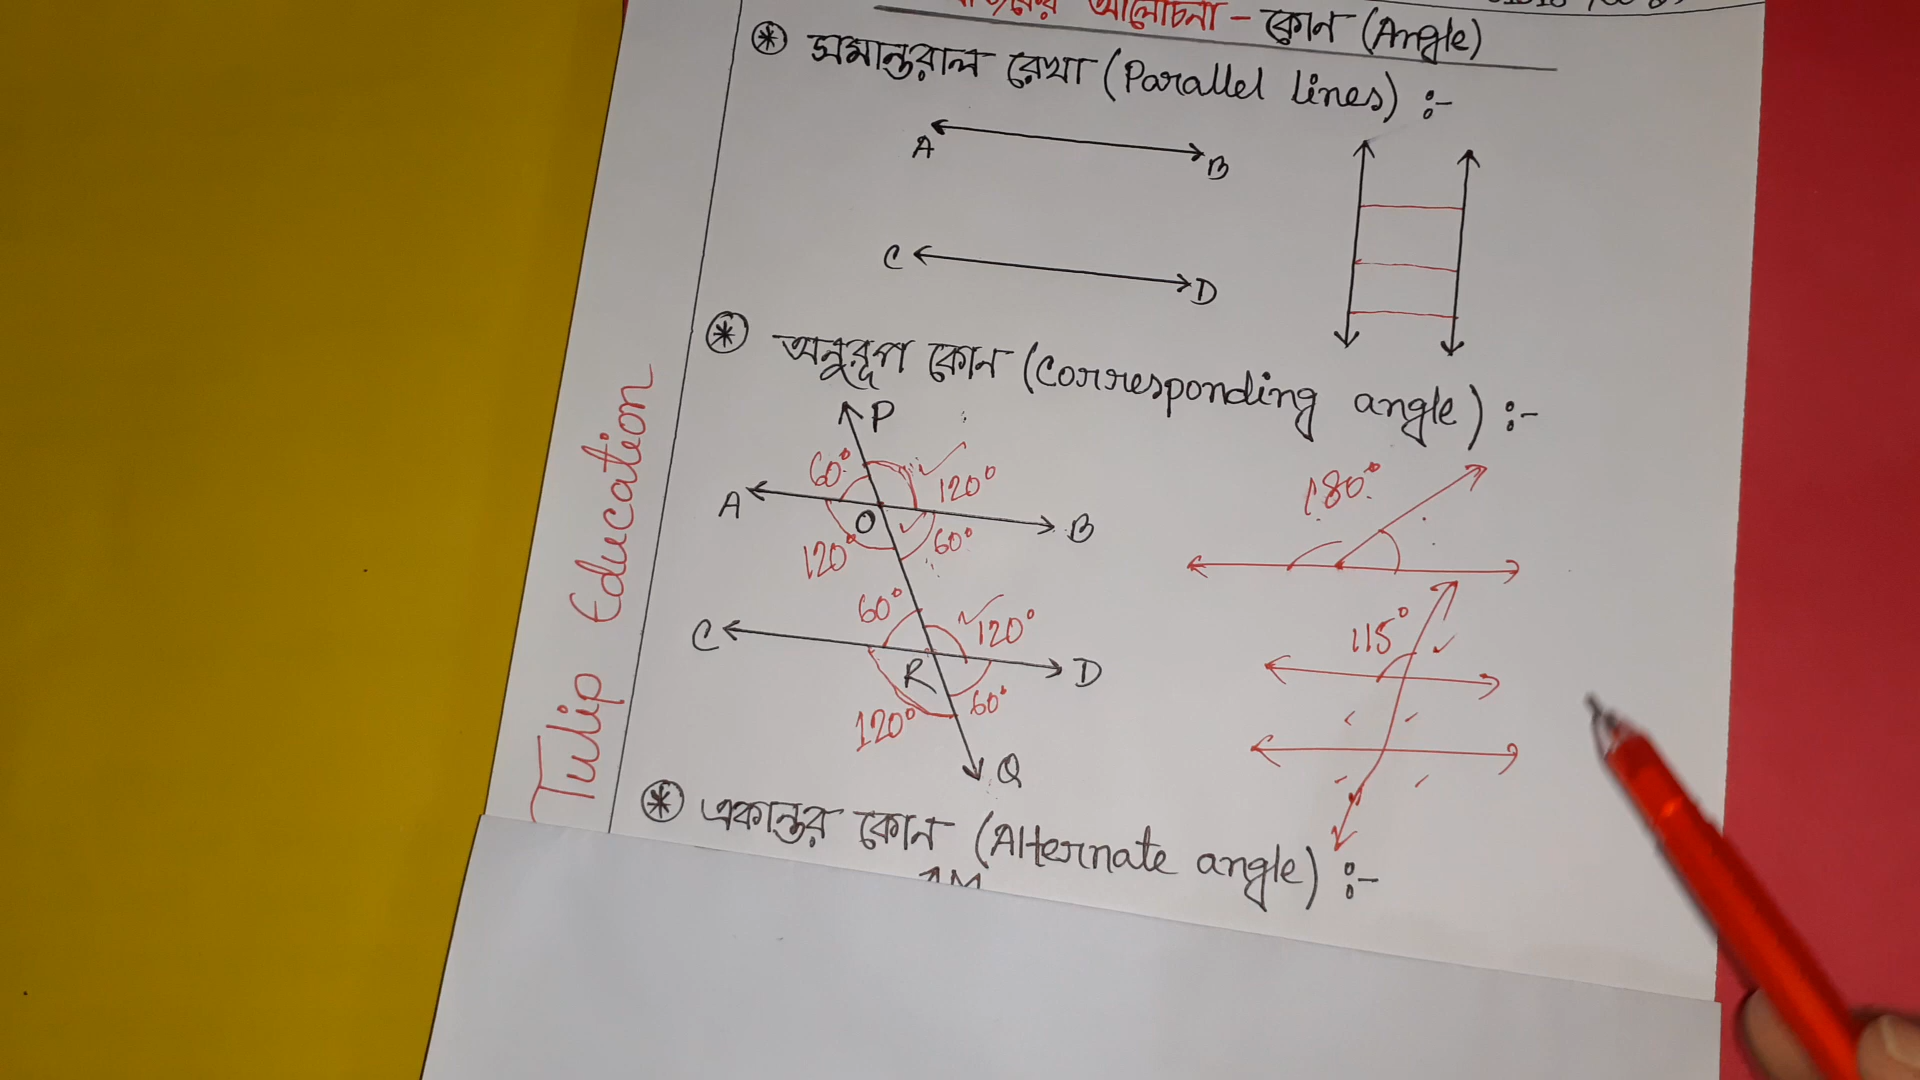 আলোচনা - কোন (Angle)
* সমান্তরাল রেখা (Parallel lines) :-
A
B
C
D
* অনুরূপ কোন (Corresponding angle) :-
P
60°
120°
A
O
B
120°
60°
60°
120°
C
R
D
120°
60°
Q
180°
115°
* একান্তর কোন (Alternate angle) :-
Tulip Education